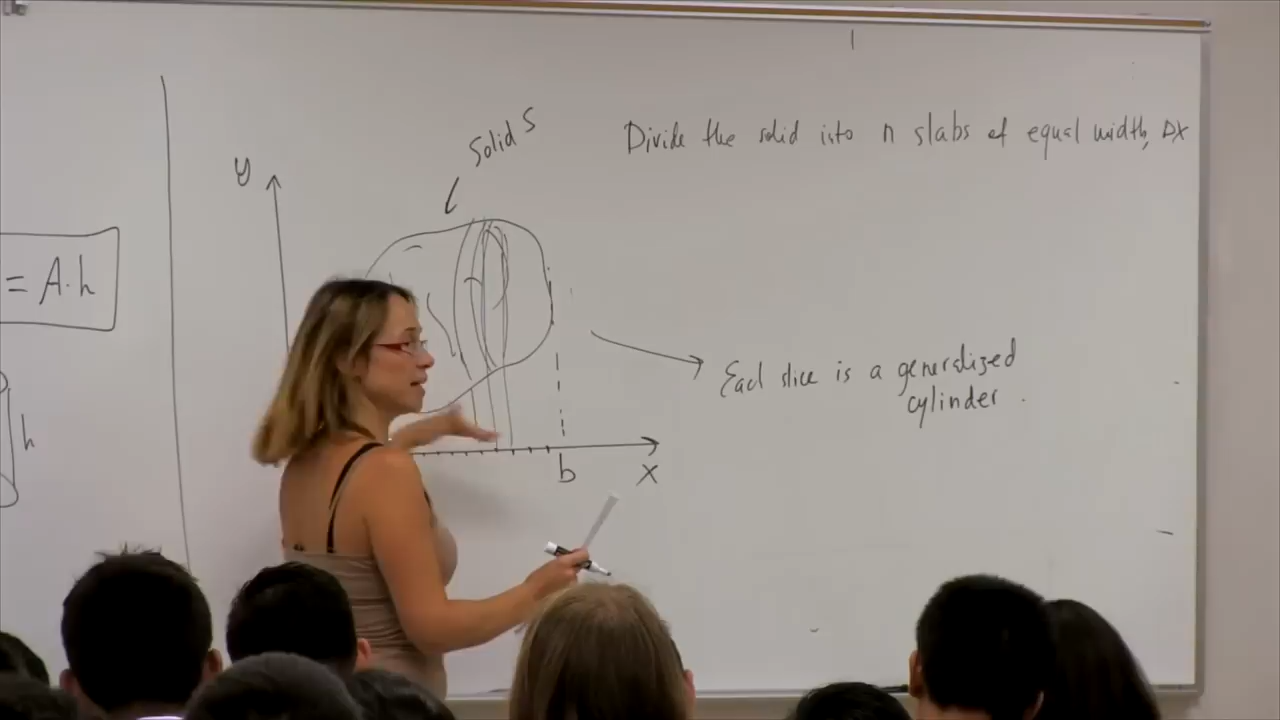 = A.h
h
y
Solid S
b
x
Divide the solid into n slabs of equal width, Δx
Each slice is a generalized
cylinder.